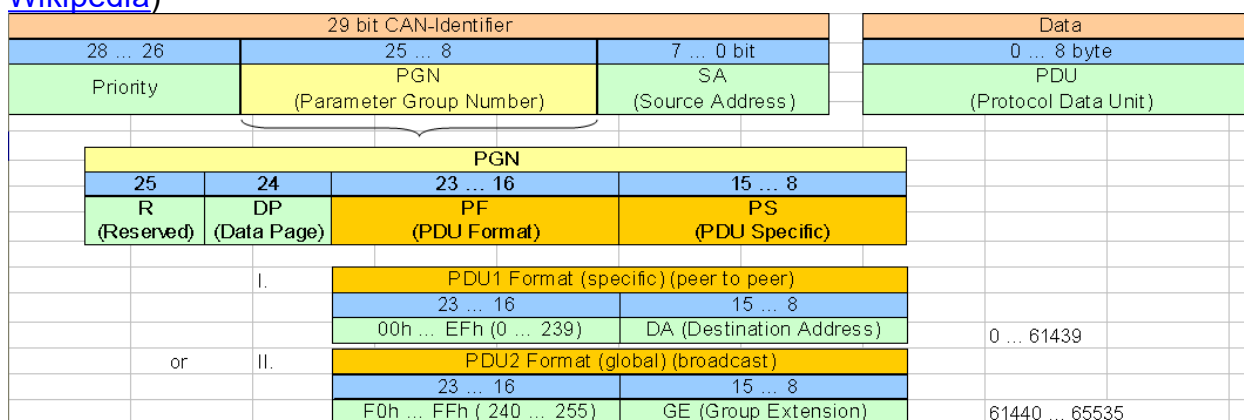 Wikipedia)
29 bit CAN-Identifier Data
28 ... 26 25 ... 8 7 ... 0 bit 0 ... 8 byte
Priority PGN SA PDU
(Parameter Group Number) (Source Address) (Protocol Data Unit)
PGN
25 24 23 ... 16 15 ... 8
R DP PF PS
(Reserved) (Data Page) (PDU Format) (PDU Specific)
I. PDU1 Format (specific) (peer to peer)
23 ... 16 15 ... 8
00h ... EFh (0 ... 239) DA (Destination Address) 0 ... 61439
or II. PDU2 Format (global) (broadcast)
23 ... 16 15 ... 8
F0h ... FFh ( 240 ... 255) GE (Group Extension) 61440 ... 65535